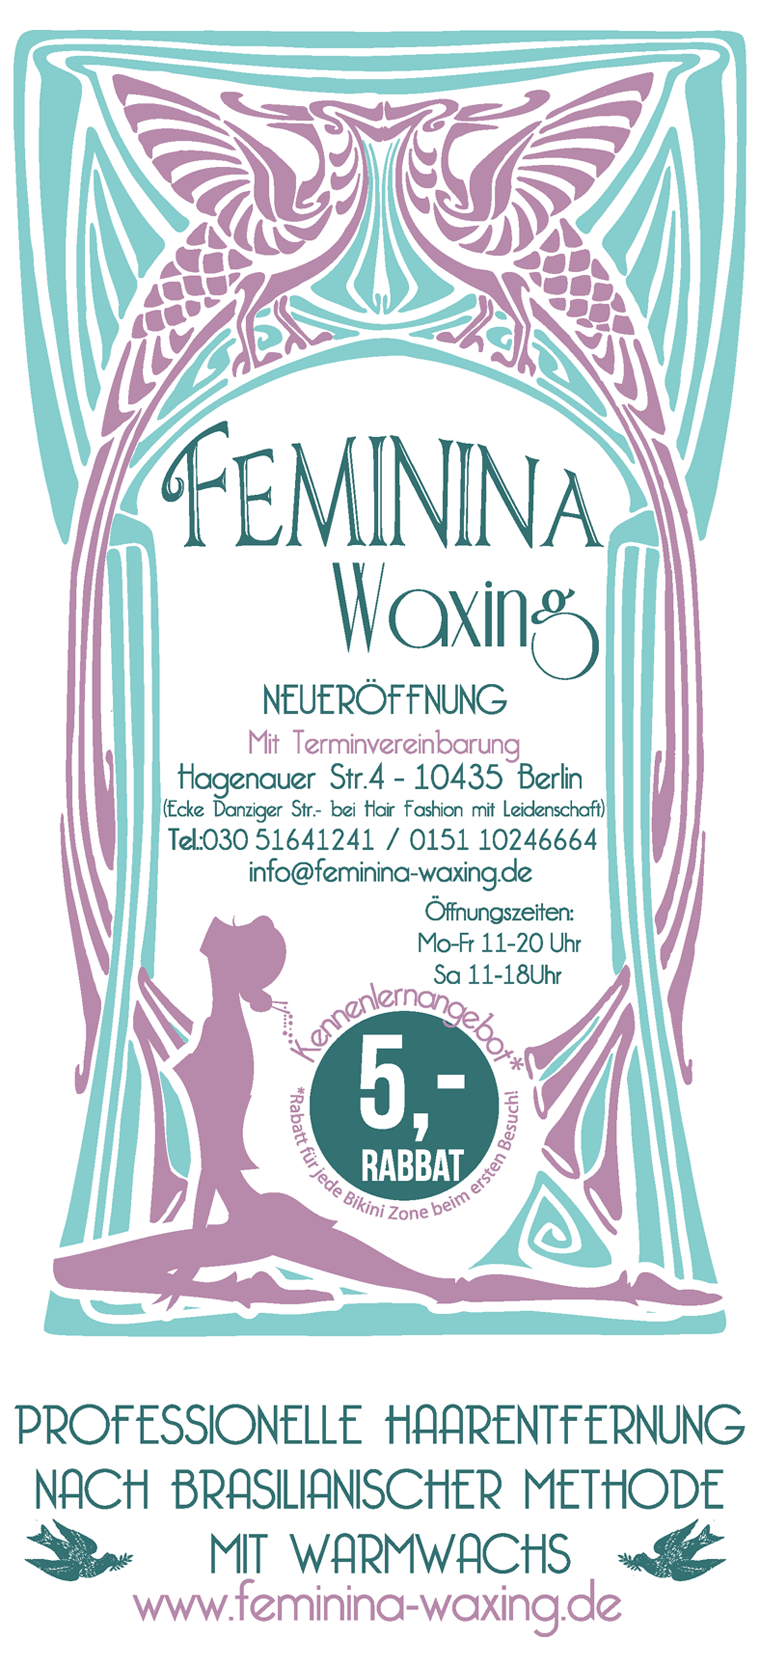 FEMININA
Waxing
NEUERÖFFNUNG
Mit Terminvereinbarung
Hagenauer Str.4 - 10435 Berlin
(Ecke Danziger Str.- bei Hair Fashion mit Leidenschaft)
Tel.:030 51641241 / 0151 10246664
info@feminina-waxing.de
Öffnungszeiten:
Mo-Fr 11-20 Uhr
Sa 11-18Uhr
Kennenlernangebot*
5,-
RABBAT
*Rabatt für jede Bikini Zone beim ersten Besuch!
PROFESSIONELLE HAARENTFERNUNG
NACH BRASILIANISCHER METHODE
MIT WARMWACHS
www.feminina-waxing.de